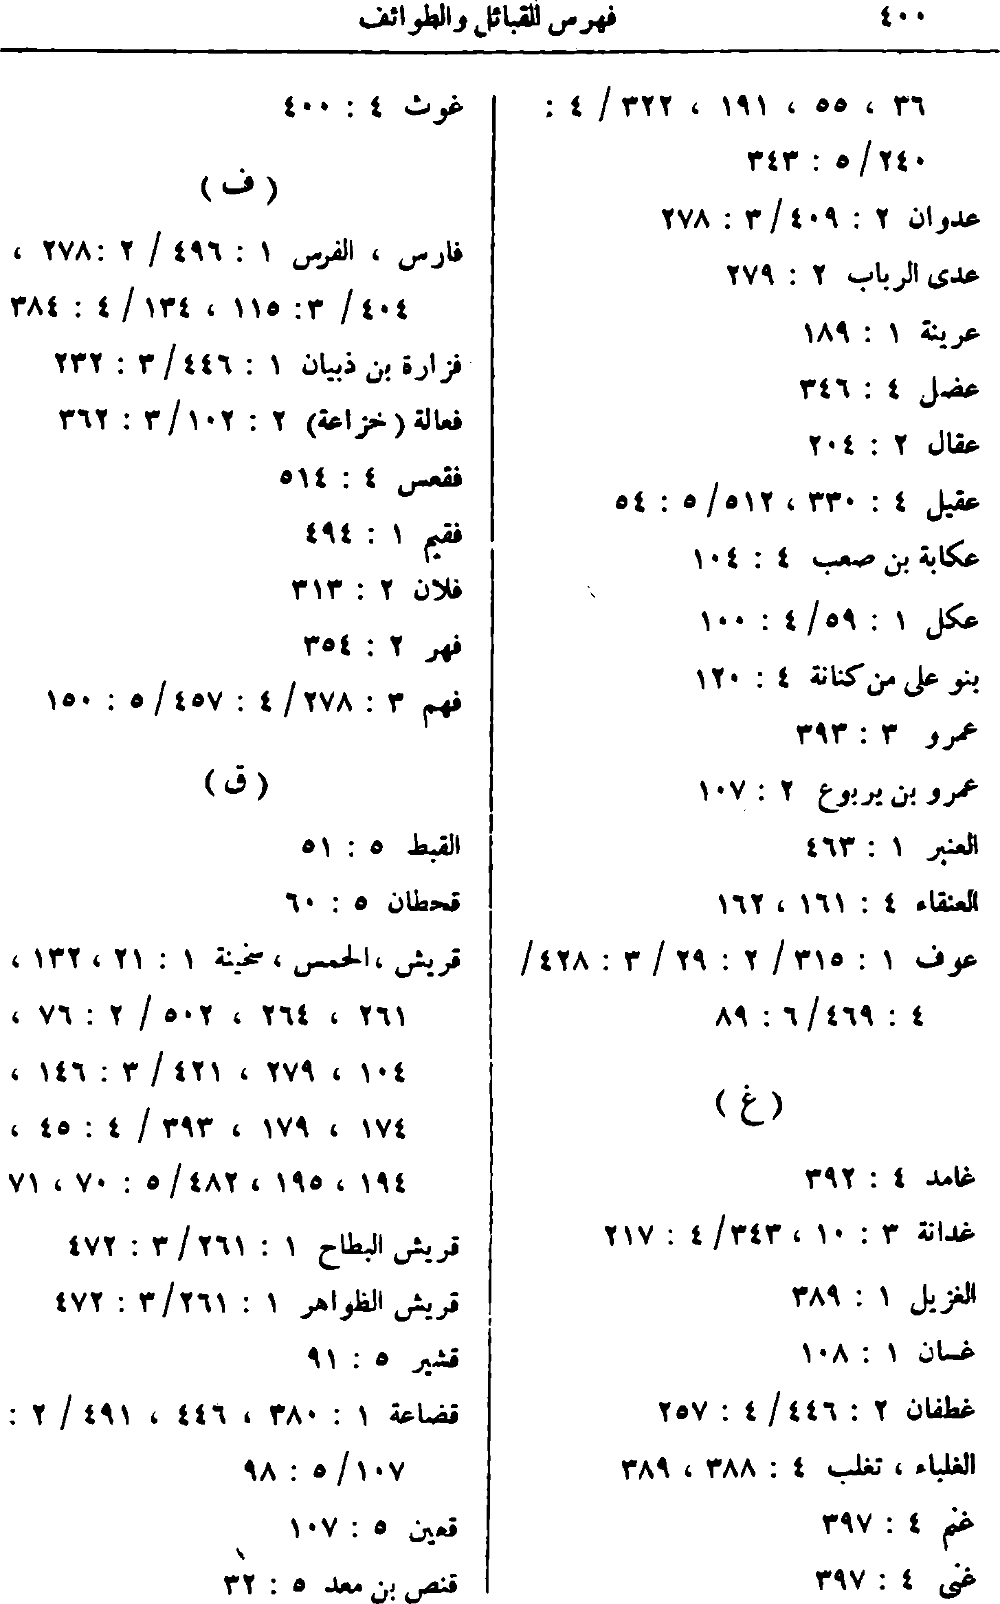 ٤٠٠
فهرس القبائل والطوائف
٣٦ ، ٥٥ ، ١٩١ ، ٣٢٢ / ٤ :
٢٤٠ / ٥ : ٣٤٣
عدوان ٢ : ٤٠٩ / ٣ : ٢٧٨
عدى الرباب ٢ : ٢٧٩
عرينة ١ : ١٨٩
عضل ٤ : ٣٤٦
عقال ٢ : ٢٠٤
عقيل ٤ : ٣٣٠ ، ٥١٢ / ٥ : ٥٤
عكابة بن صعب ٤ : ١٠٤
عكل ١ : ٥٩ / ٤ : ١٠٠
بنو على من كنانة ٤ : ١٢٠
عمرو ٣ : ٣٩٣
عمرو بن يربوع ٢ : ١٠٧
العنبر ١ : ٤٦٣
العنقاء ٤ : ١٦١ ، ١٦٢
عوف ١ : ٣١٥ / ٢ : ٢٩ / ٣ : ٤٢٨ /
٤ : ٤٦٩ / ٦ : ٨٩
( غ )
غامد ٤ : ٣٩٢
غدانة ٣ : ١٠ ، ٣٤٣ / ٤ : ٢١٧
الغزيل ١ : ٣٨٩
غسان ١ : ١٠٨
غطفان ٢ : ٤٤٦ / ٤ : ٢٥٧
الغلباء ، تغلب ٤ : ٣٨٨ ، ٣٨٩
غنم ٤ : ٣٩٧
غنى ٤ : ٣٩٧
غوث ٤ : ٤٠٠
( ف )
فارس ، الفرس ١ : ٤٩٦ / ٢ : ٢٧٨ ،
٤٠٤ / ٣ : ١١٥ ، ١٣٤ / ٤ : ٣٨٤
فزارة بن ذبيان ١ : ٤٤٦ / ٣ : ٢٣٢
فعالة ( خزاعة ) ٢ : ١٠٢ / ٣ : ٣٦٢
فقعس ٤ : ٥١٤
فقيم ١ : ٤٩٤
فلان ٢ : ٣١٣
فهر ٢ : ٣٥٤
فهم ٣ : ٢٧٨ / ٤ : ٤٥٧ / ٥ : ١٥٠
( ق )
القبط ٥ : ٥١
قحطان ٥ : ٦٠
قريش ، الحمس ، سخينة ١ : ٢١ ، ١٣٢ ،
٢٦١ ، ٢٦٤ ، ٥٠٢ / ٢ : ٧٦ ،
١٠٤ ، ٢٧٩ ، ٤٢١ / ٣ : ١٤٦ ،
١٧٤ ، ١٧٩ ، ٣٩٣ / ٤ : ٤٥ ،
١٩٤ ، ١٩٥ ، ٤٨٢ / ٥ : ٧٠ ، ٧١
قريش البطاح ١ : ٢٦١ / ٣ : ٤٧٢
قريش الظواهر ١ : ٢٦١ / ٣ : ٤٧٢
قشير ٥ : ٩١
قضاعة ١ : ٣٨٠ ، ٤٤٦ ، ٤٩١ / ٢ :
١٠٧ / ٥ : ٩٨
قعين ٥ : ١٠٧
قنص بن معد ٥ : ٣٢